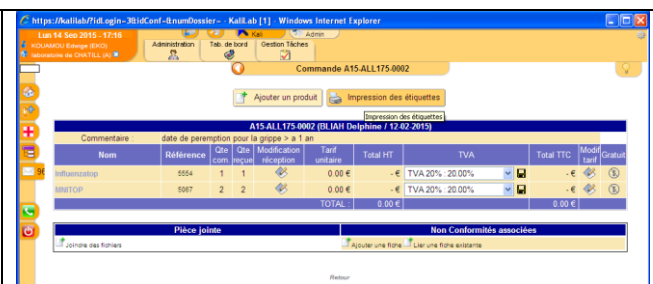 https://kalilab/?idLogin=3&idConf=&numDossier= - KaliLab [1] - Windows Internet Explorer
Lun 14 Sep 2015 - 17:16
KOUAMOU Edwige (EKO)
laboratoire de CHATILL (A)
Kali
Admin
Administration
Tab. de bord
Gestion Tâches
Commande A15-ALL175-0002
Ajouter un produit
Impression des étiquettes
Impression des étiquettes
A15-ALL175-0002 (BLIAH Delphine / 12-02-2015)
Commentaire : date de peremption pour la grippe > a 1 an
Nom Référence Qte com. Qte reçue Modification réception Tarif unitaire Total HT TVA Total TTC Modif tarif Gratuit
96
Influenzatop 5554 1 1 0.00 € - € TVA 20% : 20.00% - €
MNITOP 5087 2 2 0.00 € - € TVA 20% : 20.00% - €
TOTAL : 0.00 € 0.00 €
Pièce jointe
Non Conformités associées
Joindre des fichiers
Ajouter une fiche
Lier une fiche existante
Retour